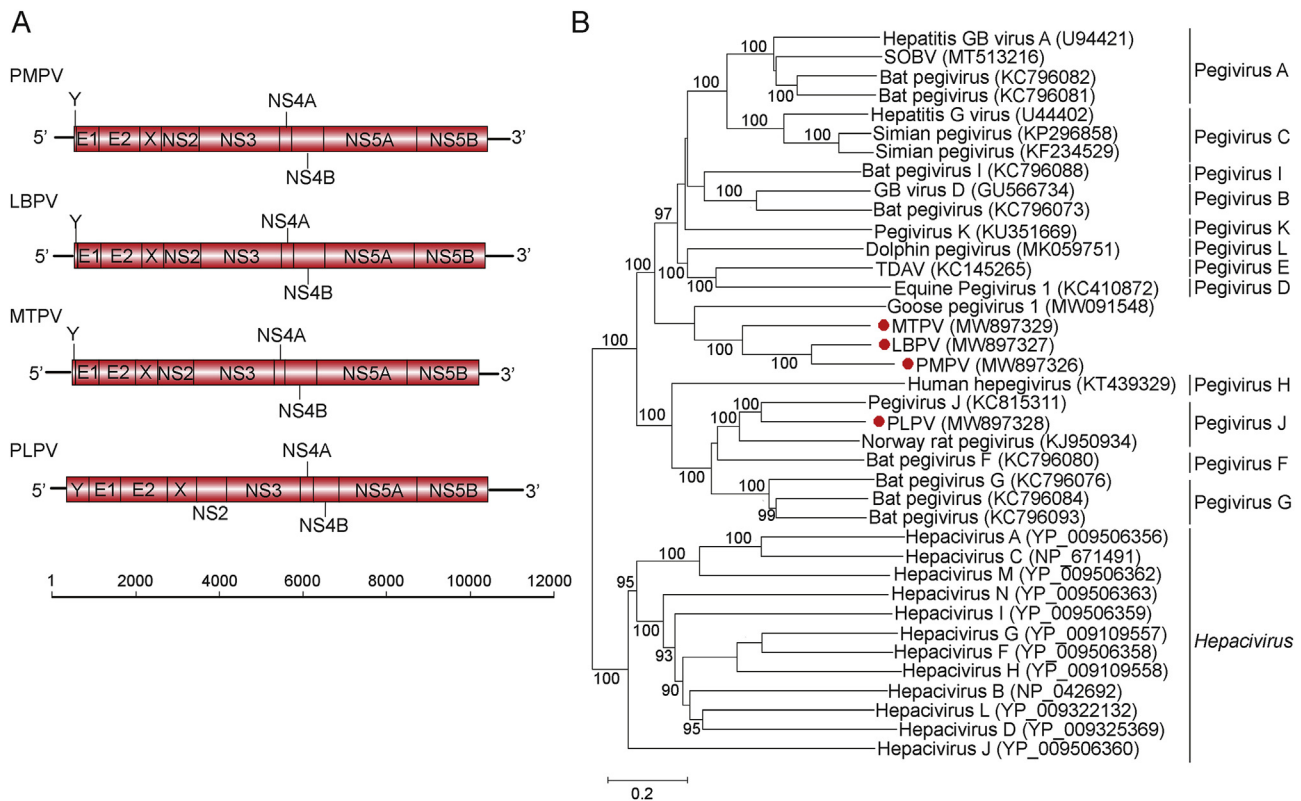 A
PMPV
Y
NS4A
5’ E1 E2 X NS2 NS3 NS5A NS5B 3’
NS4B
LBPV
Y
NS4A
5’ E1 E2 X NS2 NS3 NS5A NS5B 3’
NS4B
MTPV
Y
NS4A
5’ E1 E2 X NS2 NS3 NS5A NS5B 3’
NS4B
PLPV
NS4A
5’ Y E1 E2 X NS3 NS5A NS5B 3’
NS2
NS4B
1 2000 4000 6000 8000 10000 12000
B
Hepatitis GB virus A (U94421)
SOBV (MT513216)
Bat pegivirus (KC796082)
Bat pegivirus (KC796081)
Hepatitis G virus (U44402)
Simian pegivirus (KP296858)
Simian pegivirus (KF234529)
Bat pegivirus I (KC796088)
GB virus D (GU566734)
Bat pegivirus (KC796073)
Pegivirus K (KU351669)
Dolphin pegivirus (MK059751)
TDAV (KC145265)
Equine Pegivirus 1 (KC410872)
Goose pegivirus 1 (MW091548)
MTPV (MW897329)
LBPV (MW897327)
PMPV (MW897326)
Human hepegivirus (KT439329)
Pegivirus J (KC815311)
PLPV (MW897328)
Norway rat pegivirus (KJ950934)
Bat pegivirus F (KC796080)
Bat pegivirus G (KC796076)
Bat pegivirus (KC796084)
Bat pegivirus (KC796093)
Hepacivirus A (YP_009506356)
Hepacivirus C (NP_671491)
Hepacivirus M (YP_009506362)
Hepacivirus N (YP_009506363)
Hepacivirus I (YP_009506359)
Hepacivirus G (YP_009109557)
Hepacivirus F (YP_009506358)
Hepacivirus H (YP_009109558)
Hepacivirus B (NP_042692)
Hepacivirus L (YP_009322132)
Hepacivirus D (YP_009325369)
Hepacivirus J (YP_009506360)
100
100
100
100
100
100
97
100
100
100
100
100
100
100
100
100
100
100
99
100
100
95
100
93
90
95
100
0.2
Pegivirus A
Pegivirus C
Pegivirus I
Pegivirus B
Pegivirus K
Pegivirus L
Pegivirus E
Pegivirus D
Pegivirus H
Pegivirus J
Pegivirus F
Pegivirus G
Hepacivirus